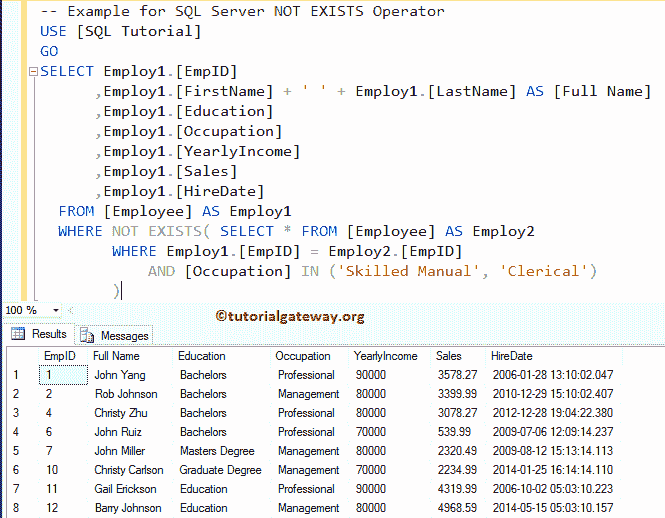 -- Example for SQL Server NOT EXISTS Operator
USE [SQL Tutorial]
GO
SELECT Employ1.[EmpID]
,Employ1.[FirstName] + ' ' + Employ1.[LastName] AS [Full Name]
,Employ1.[Education]
,Employ1.[Occupation]
,Employ1.[YearlyIncome]
,Employ1.[Sales]
,Employ1.[HireDate]
FROM [Employee] AS Employ1
WHERE NOT EXISTS( SELECT * FROM [Employee] AS Employ2
WHERE Employ1.[EmpID] = Employ2.[EmpID]
AND [Occupation] IN ('Skilled Manual', 'Clerical')
)
100 %
©tutorialgateway.org
Results Messages
EmpID Full Name Education Occupation YearlyIncome Sales HireDate
1 1 John Yang Bachelors Professional 90000 3578.27 2006-01-28 13:10:02.047
2 2 Rob Johnson Bachelors Management 80000 3399.99 2010-12-29 15:10:02.407
3 4 Christy Zhu Bachelors Professional 80000 3078.27 2012-12-28 19:04:22.380
4 6 John Ruiz Bachelors Professional 70000 539.99 2009-07-06 12:09:14.237
5 7 John Miller Masters Degree Management 80000 2320.49 2009-08-12 15:13:14.113
6 10 Christy Carlson Graduate Degree Management 70000 2234.99 2014-01-25 16:14:14.110
7 11 Gail Erickson Education Professional 90000 4319.99 2006-10-02 05:03:10.223
8 12 Barry Johnson Education Management 80000 4968.59 2014-05-15 05:03:10.157